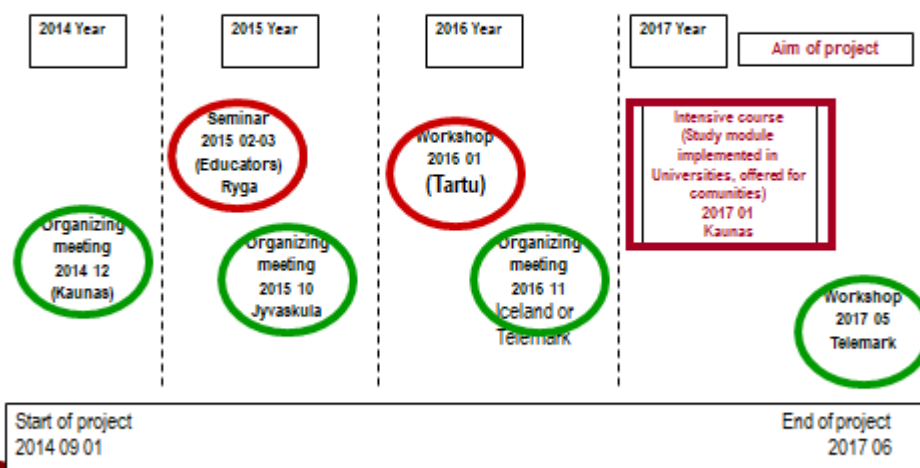 2014 Year
2015 Year
2016 Year
2017 Year
Aim of project
Seminar
2015 02-03
(Educators)
Ryga
Workshop
2016 01
(Tartu)
Intensive course
(Study module
implemented in
Universities, offered for
comunities)
2017 01
Kaunas
Organizing
meeting
2014 12
(Kaunas)
Organizing
meeting
2015 10
Jyvaskula
Organizing
meeting
2016 11
Iceland or
Telemark
Workshop
2017 05
Telemark
Start of project
2014 09 01
End of project
2017 06